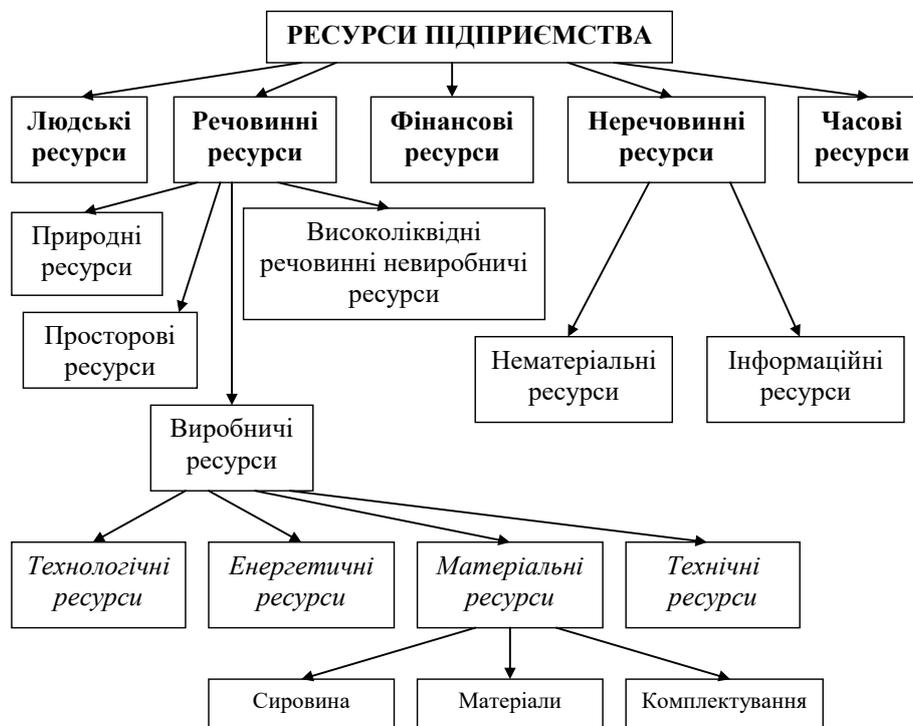 РЕСУРСИ ПІДПРИЄМСТВА
Людські
ресурси
Речовинні
ресурси
Фінансові
ресурси
Неречовинні
ресурси
Часові
ресурси
Природні
ресурси
Високоліквідні
речовинні невиробничі
ресурси
Просторові
ресурси
Нематеріальні
ресурси
Інформаційні
ресурси
Виробничі
ресурси
Технологічні
ресурси
Енергетичні
ресурси
Матеріальні
ресурси
Технічні
ресурси
Сировина
Матеріали
Комплектування